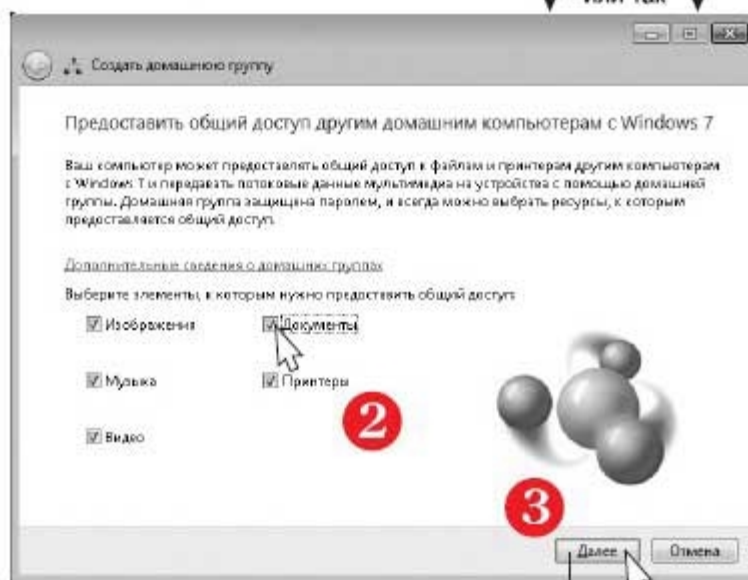 или так
Создать домашнюю группу
Предоставить общий доступ другим домашним компьютерам с Windows 7
Ваш компьютер может предоставлять общий доступ к файлам и принтерам другим компьютерам
с Windows 7 и передавать потоковые данные мультимедиа на устройства с помощью домашней
группы. Домашняя группа защищена паролем, и всегда можно выбрать ресурсы, к которым
предоставляется общий доступ.
Дополнительные сведения о домашних группах
Выберите элементы, к которым нужно предоставить общий доступ:
Изображения Документы
Музыка Принтеры
2
Видео
3
Далее Отмена